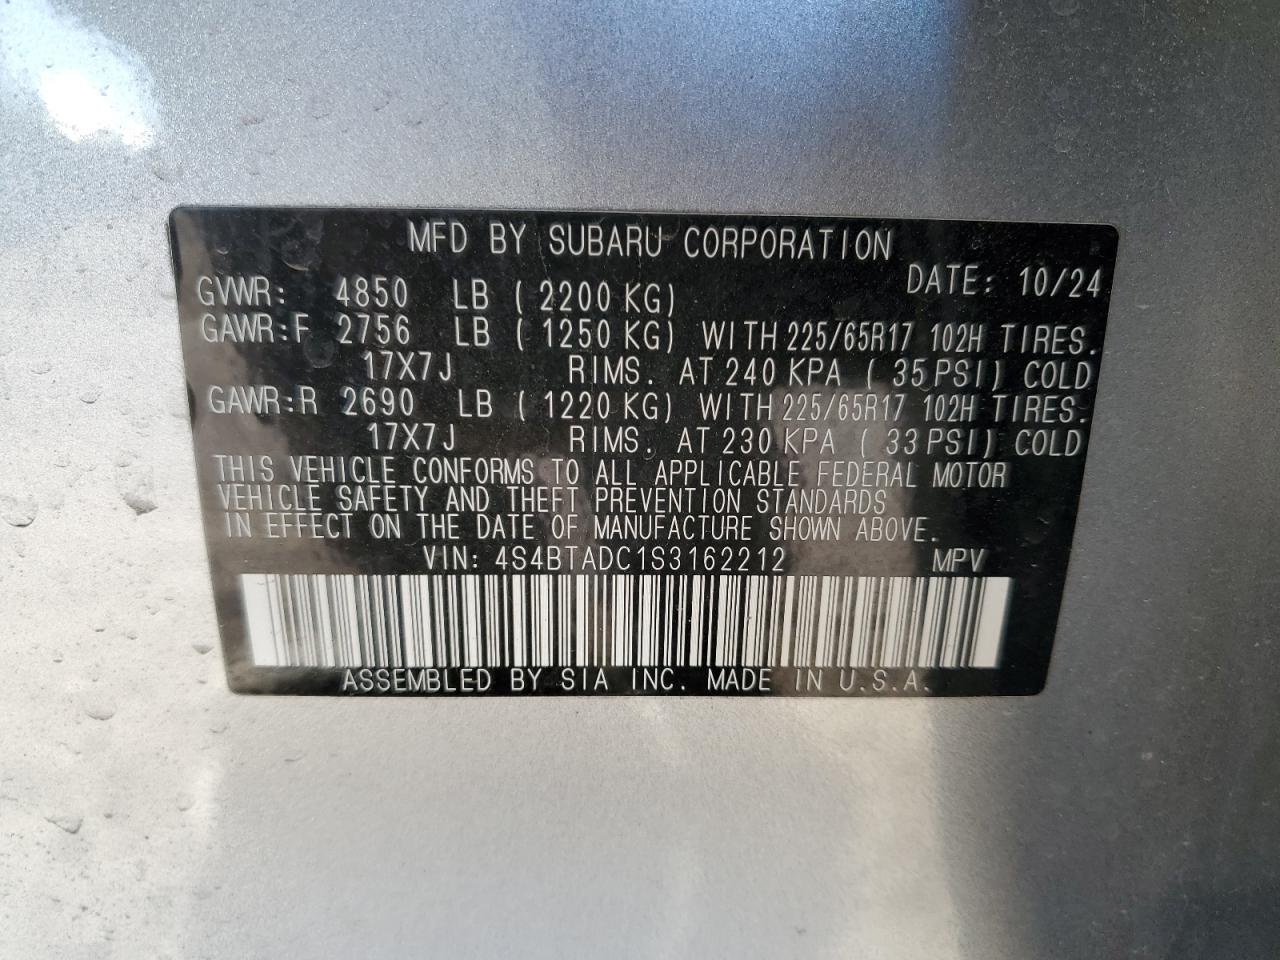 MFD BY SUBARU CORPORATION
DATE: 10/24
GVWR: 4850 LB ( 2200 KG)
GAWR:F 2756 LB ( 1250 KG) WITH 225/65R17 102H TIRES.
17X7J RIMS. AT 240 KPA ( 35 PSI) COLD
GAWR:R 2690 LB ( 1220 KG) WITH 225/65R17 102H TIRES.
17X7J RIMS. AT 230 KPA ( 33 PSI) COLD
THIS VEHICLE CONFORMS TO ALL APPLICABLE FEDERAL MOTOR
VEHICLE SAFETY AND THEFT PREVENTION STANDARDS
IN EFFECT ON THE DATE OF MANUFACTURE SHOWN ABOVE.
VIN: 4S4BTADC1S3162212 MPV
ASSEMBLED BY SIA INC. MADE IN U.S.A.